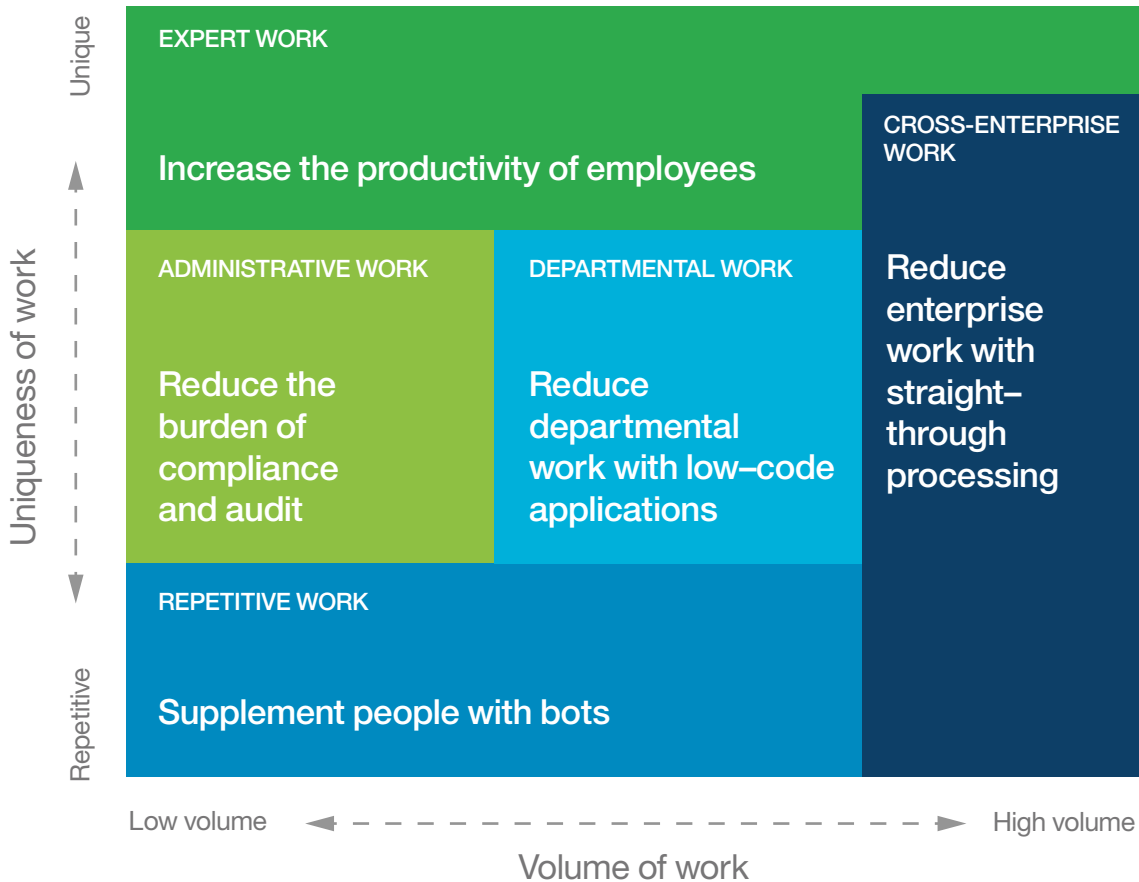 Unique
EXPERT WORK
Increase the productivity of employees
CROSS-ENTERPRISE
WORK
Reduce
enterprise
work with
straight–
through
processing
ADMINISTRATIVE WORK
Reduce the
burden of
compliance
and audit
DEPARTMENTAL WORK
Reduce
departmental
work with low–code
applications
Uniqueness of work
REPETITIVE WORK
Supplement people with bots
Repetitive
Low volume
High volume
Volume of work